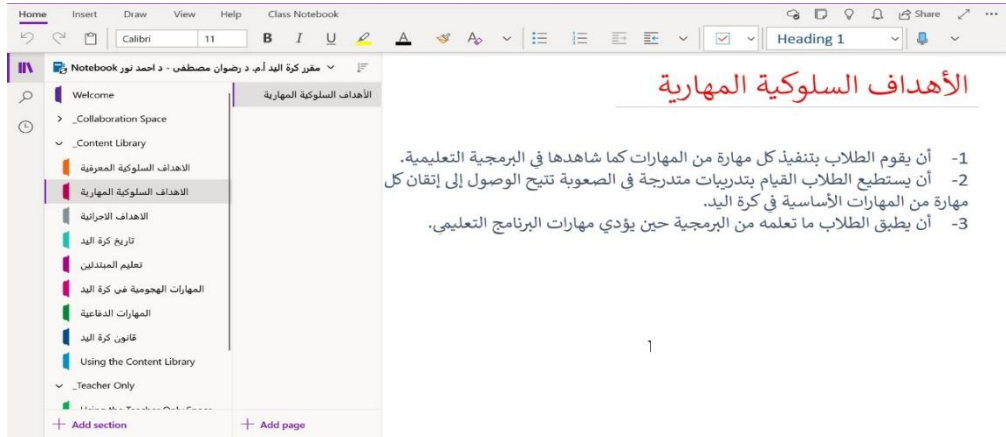 Home Insert Draw View Help Class Notebook
Share
Calibri 11 B I U A Heading 1
مقرر كرة اليد أ.م. د رضوان مصطفى - د احمد نور Notebook
Welcome
_Collaboration Space
_Content Library
الاهداف السلوكية المعرفية
الاهداف السلوكية المهارية
الاهداف الاجرائية
تاريخ كرة اليد
تعليم المبتدئين
المهارات الهجومية في كرة اليد
المهارات الدفاعية
قانون كرة اليد
Using the Content Library
_Teacher Only
Using the Teacher Only Space
Add section
الأهداف السلوكية المهارية
Add page
الأهداف السلوكية المهارية
1- أن يقوم الطلاب بتنفيذ كل مهارة من المهارات كما شاهدها في البرمجية التعليمية.
2- أن يستطيع الطلاب القيام بتدريبات متدرجة في الصعوبة تتيح الوصول إلى إتقان كل
مهارة من المهارات الأساسية في كرة اليد.
3- أن يطبق الطلاب ما تعلمه من البرمجية حين يؤدي مهارات البرنامج التعليمي.